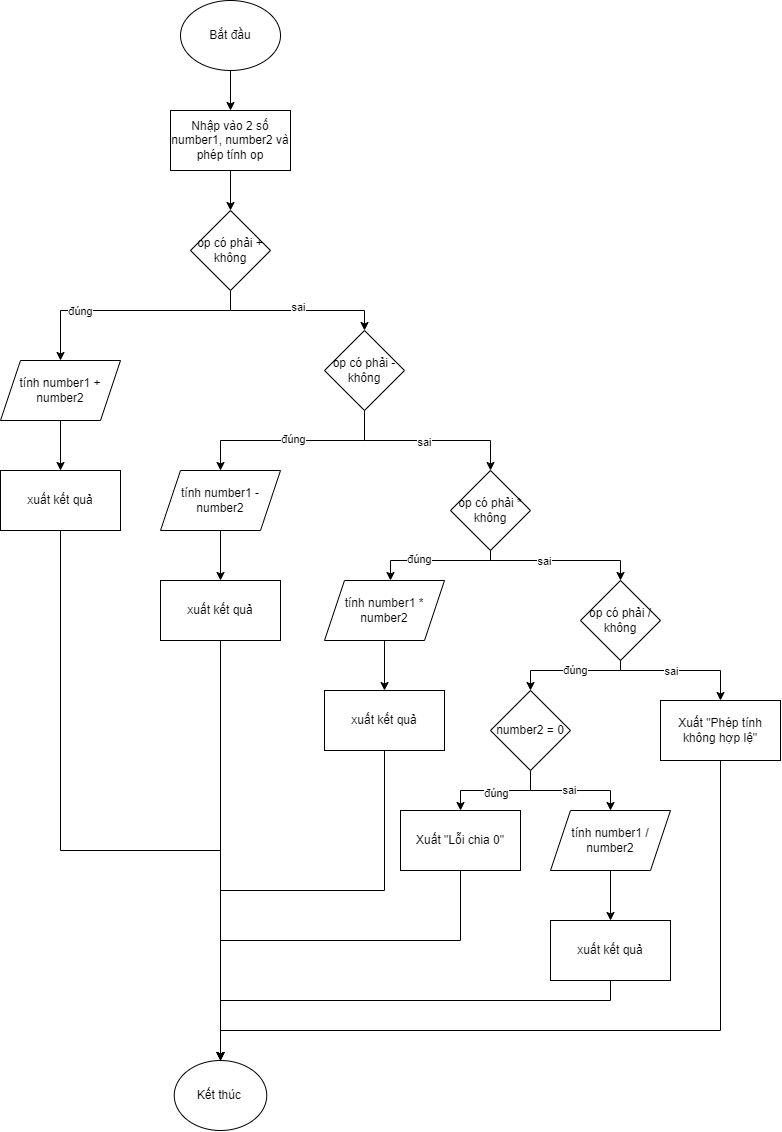 Bắt đầu
Nhập vào 2 số
number1, number2 và
phép tính op
op có phải +
không
đúng
sai
tính number1 +
number2
op có phải -
không
xuất kết quả
đúng
sai
tính number1 -
number2
op có phải *
không
xuất kết quả
đúng
sai
tính number1 *
number2
op có phải /
không
xuất kết quả
đúng
sai
number2 = 0
Xuất "Phép tính
không hợp lệ"
đúng
sai
Xuất "Lỗi chia 0"
tính number1 /
number2
xuất kết quả
Kết thúc